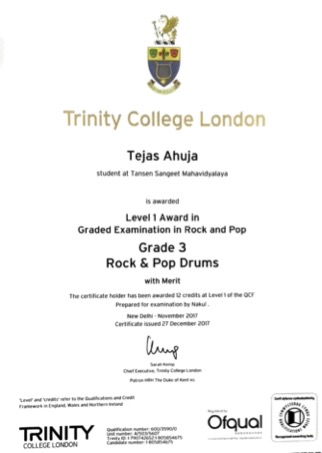 Trinity College London
Tejas Ahuja
student at Tansen Sangeet Mahavidyalaya
is awarded
Level 1 Award in
Graded Examination in Rock and Pop
Grade 3
Rock & Pop Drums
with Merit
The certificate holder has been awarded 12 credits at Level 1 of the QCF
Prepared for examination by Nakul .
New Delhi - November 2017
Certificate issued 27 December 2017
Sarah Kemp
Chief Executive, Trinity College London
Patron HRH The Duke of Kent KG
'Level' and 'credits' refer to the Qualifications and Credit
Framework in England, Wales and Northern Ireland
TRINITY
COLLEGE LONDON
Qualification number:
Unit number:
Trinity ID:
Candidate number: 1-1805854675
Regulated by
Ofqual